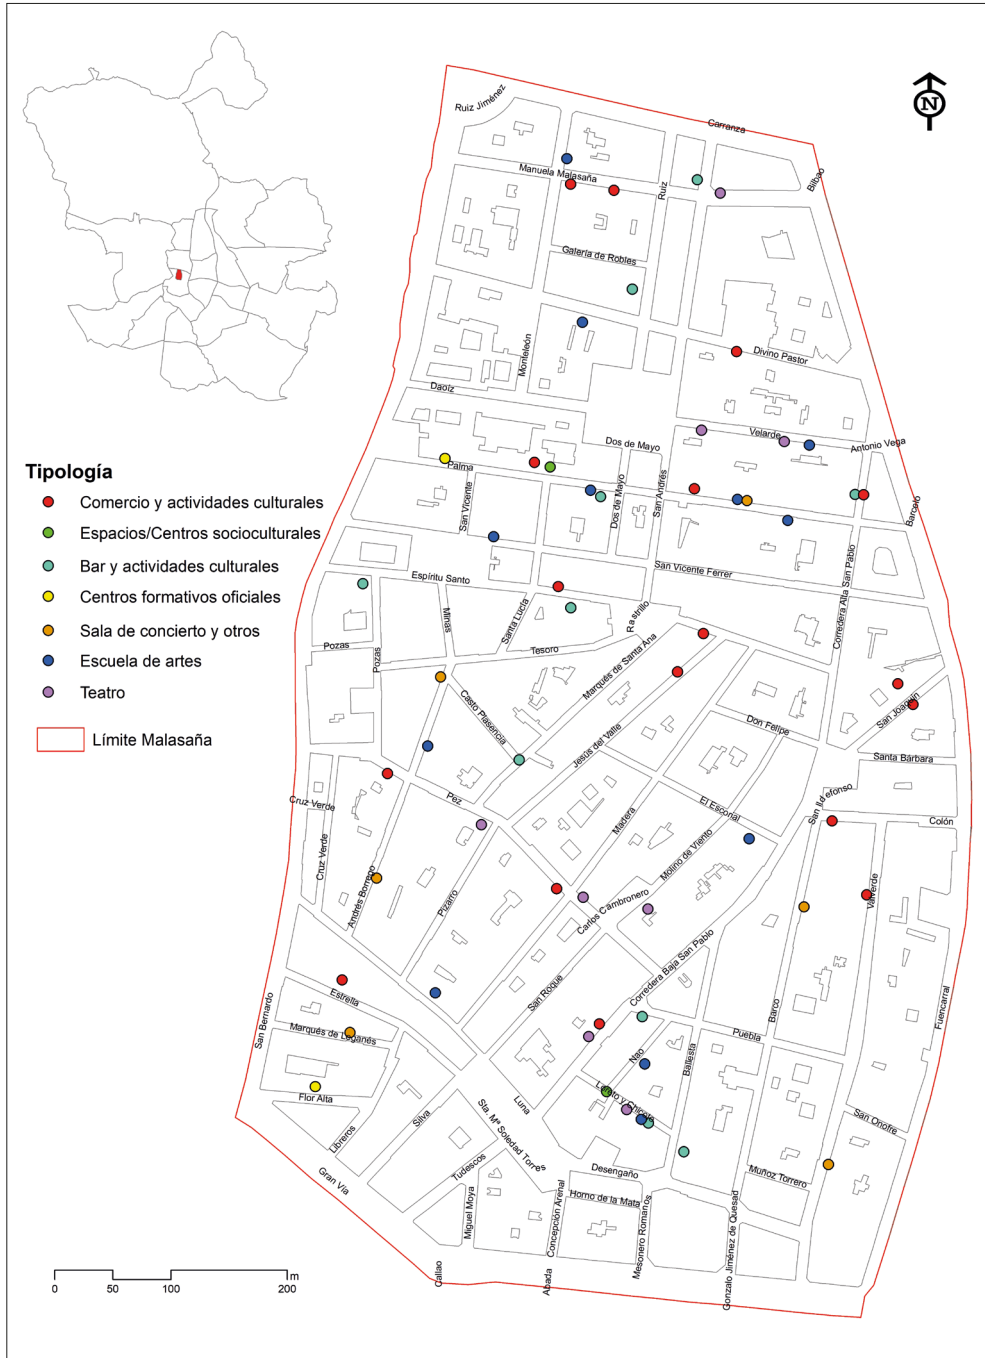 N
Ruiz Jiménez
Carranza
Manuela Malasaña
Ruiz
Bilbao
Galería de Robles
Monteleón
Divino Pastor
Daoíz
Velarde
Antonio Vega
Dos de Mayo
Palma
San Vicente
Dos de Mayo
San Andrés
Barceló
San Vicente Ferrer
Corredera Alta San Pablo
Espíritu Santo
Minas
Santa Lucía
Rastrillo
Pozas
Pozas
Tesoro
Marqués de Santa Ana
Casto Plasencia
Jesús del Valle
Don Felipe
San Joaquín
Santa Bárbara
Pez
Cruz Verde
Cruz Verde
Madera
El Esconal
San Ildefonso
Colón
Molino de Viento
Andrés Borrego
Pizarro
Carlos Cambronero
Valverde
Corredera Baja San Pablo
San Roque
Estrella
San Bernardo
Marqués de Leganés
Barco
Puebla
Fuencarral
Nao
Ballesta
Loreto y Chicote
Flor Alta
Luna
Silva
Libreros
Sta. Mª Soledad Torres
San Onofre
Gran Vía
Tudescos
Desengaño
Muñoz Torrero
Horno de la Mata
Miguel Moya
Concepción Arenal
Mesonero Romanos
Gonzalo Jiménez de Quesad
Callao
Abada
Tipología
Comercio y actividades culturales
Espacios/Centros socioculturales
Bar y actividades culturales
Centros formativos oficiales
Sala de concierto y otros
Escuela de artes
Teatro
Límite Malasaña
m
0 50 100 200